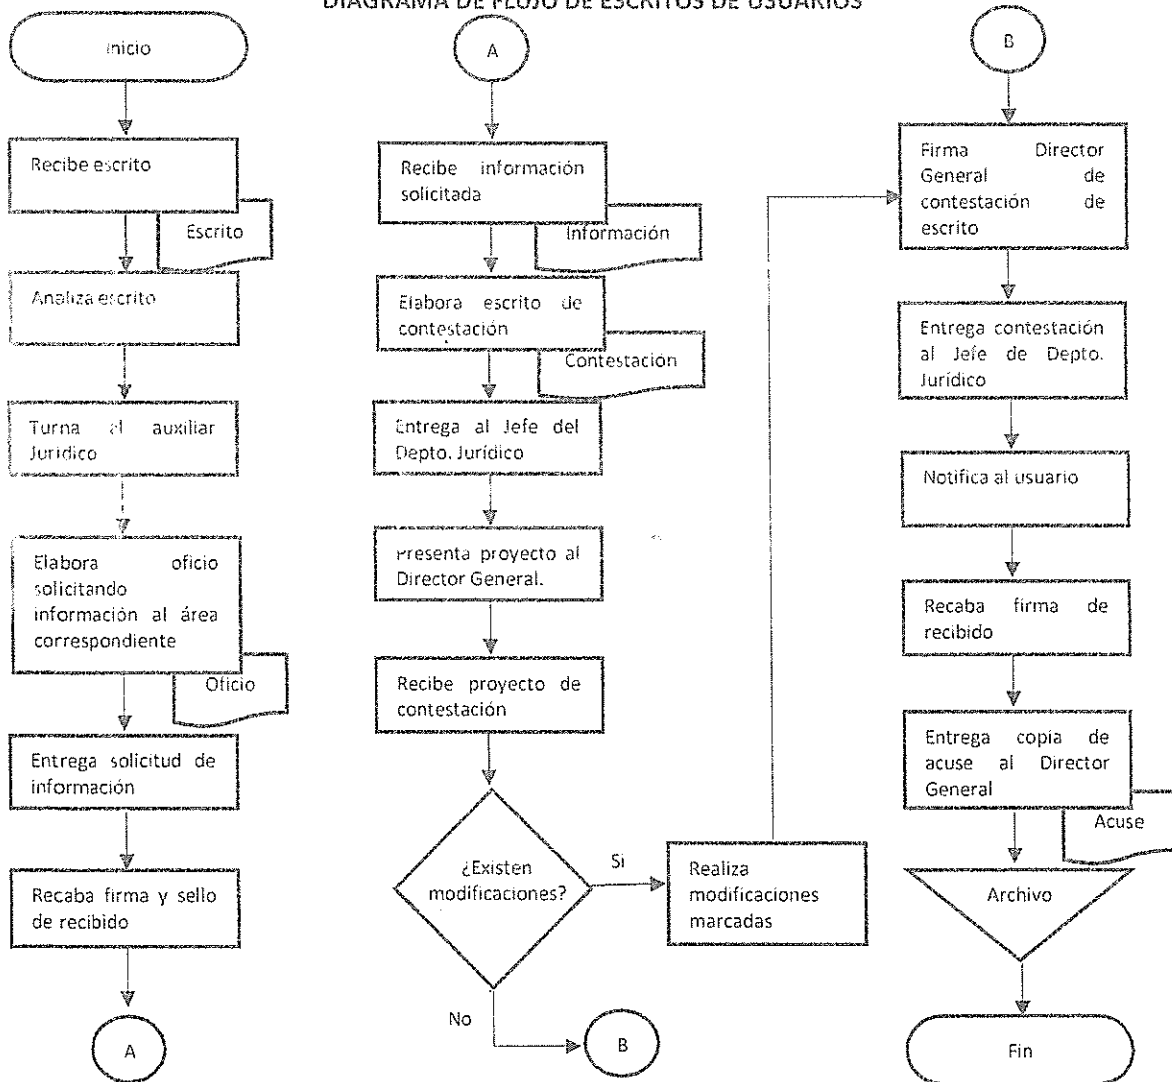 DIAGRAMA DE FLUJO DE ESCRITOS DE USUARIOS
Inicio
Recibe escrito
Escrito
Analiza escrito
Turna al auxiliar
Jurídico
Elabora oficio
solicitando
información al área
correspondiente
Oficio
Entrega solicitud de
información
Recaba firma y sello
de recibido
A
A
Recibe información
solicitada
Información
Elabora escrito de
contestación
Contestación
Entrega al Jefe del
Depto. Jurídico
Presenta proyecto al
Director General.
Recibe proyecto de
contestación
¿Existen
modificaciones?
Si
Realiza
modificaciones
marcadas
No
B
B
Firma Director
General de
contestación de
escrito
Entrega contestación
al Jefe de Depto.
Jurídico
Notifica al usuario
Recaba firma de
recibido
Entrega copia de
acuse al Director
General
Acuse
Archivo
Fin